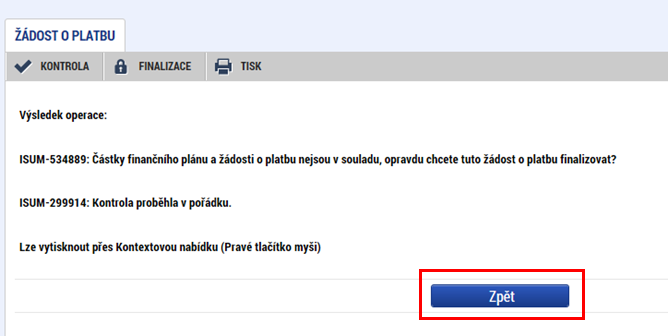 ŽÁDOST O PLATBU
KONTROLA FINALIZACE TISK
Výsledek operace:
ISUM-534889: Částky finančního plánu a žádosti o platbu nejsou v souladu, opravdu chcete tuto žádost o platbu finalizovat?
ISUM-299914: Kontrola proběhla v pořádku.
Lze vytisknout přes Kontextovou nabídku (Pravé tlačítko myši)
Zpět